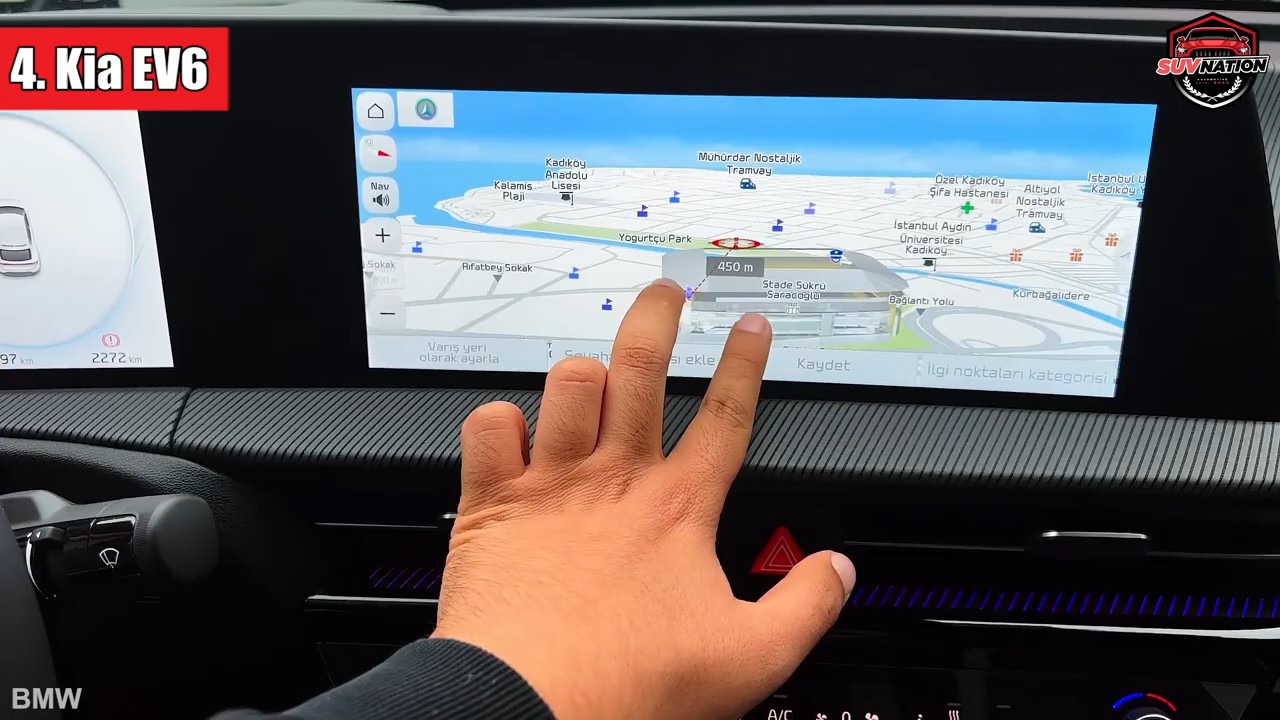 4. Kia EV6
SUVNATION
Nav
Kadıköy
Anadolu
Lisesi
Kalamış
Plajı
Mühürdar Nostaljik
Tramvay
Özel Kadıköy
Şifa Hastanesi
Altıyol
Nostaljik
Tramvay
İstanbul Ü
Kadıköy Y
İstanbul Aydın
Üniversitesi
Kadıköy...
Yoğurtçu Park
450 m
Sokak
Rıfatbey Sokak
Stade Şükrü
Saracoğlu
Bağlantı Yolu
Kurbağalıdere
Varış yeri
olarak ayarla
ekle
Kaydet
İlgi noktaları kategorisi
97 km
2272 km
A/C
BMW